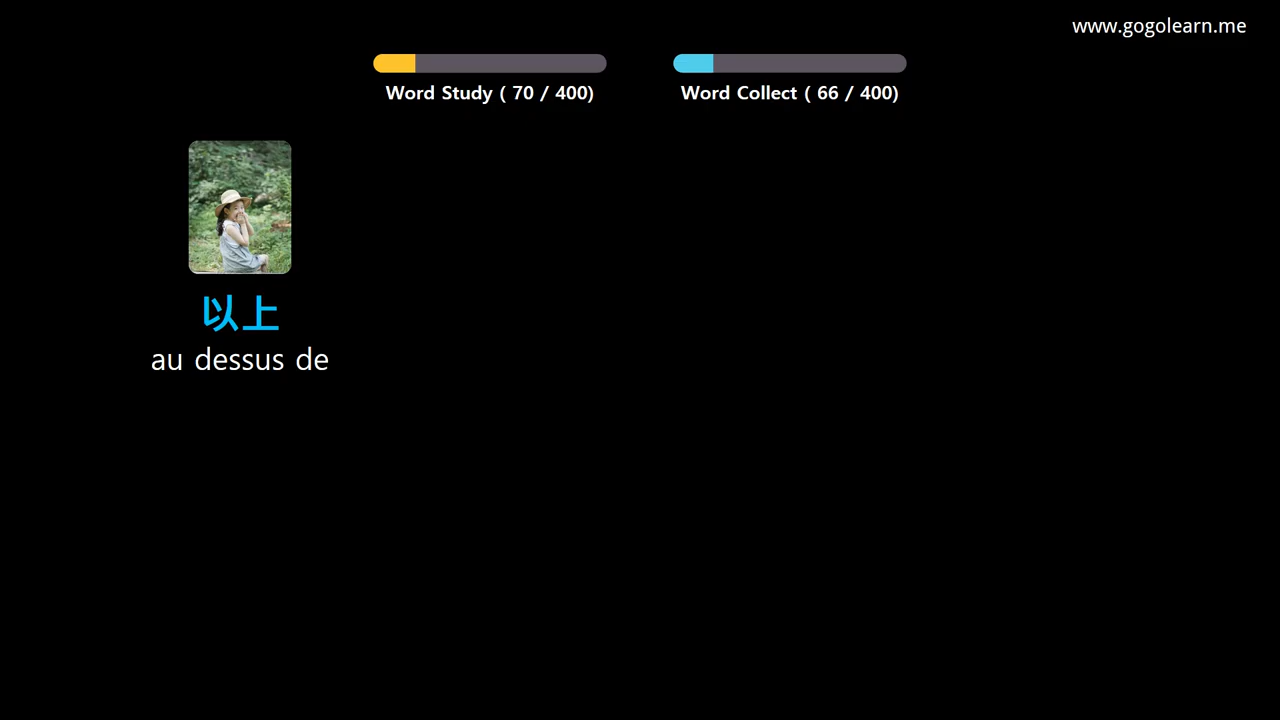 www.gogolearn.me
Word Study ( 70 / 400)
Word Collect ( 66 / 400)
以上
au dessus de